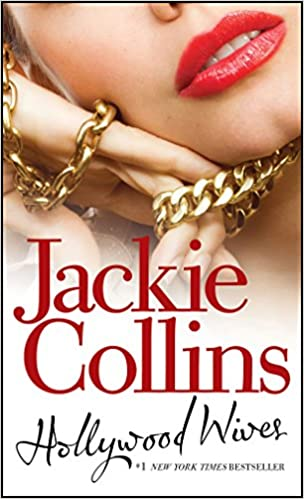 Jackie
Collins
Hollywood Wives
#1 NEW YORK TIMES BESTSELLER